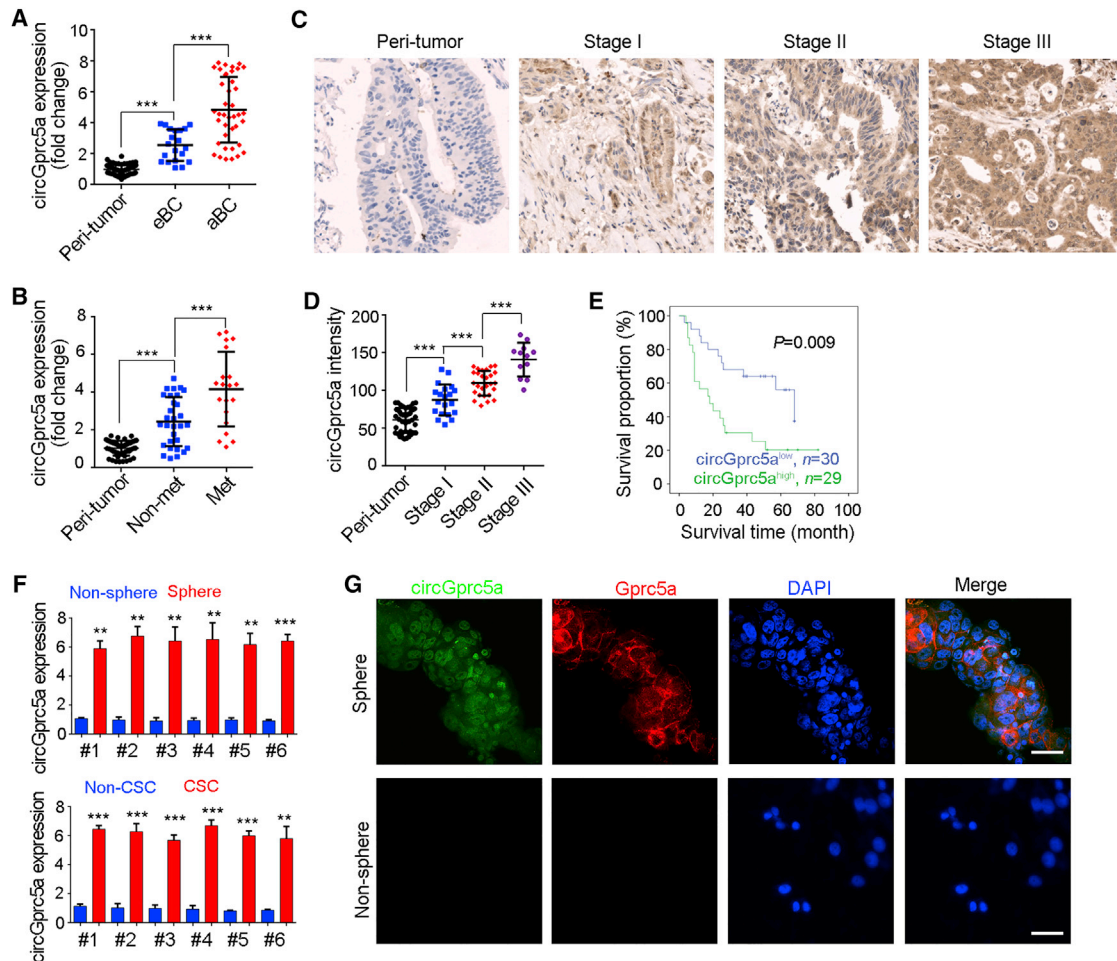 A
circGprc5a expression
(fold change)
10
8
6
4
2
0
***
***
Peri-tumor
eBC
aBC
B
circGprc5a expression
(fold change)
8
6
4
2
0
***
***
Peri-tumor
Non-met
Met
C
Peri-tumor
Stage I
Stage II
Stage III
D
circGprc5a intensity
200
150
100
50
0
***
***
***
Peri-tumor
Stage I
Stage II
Stage III
E
Survival proportion (%)
100
80
60
40
20
0
P=0.009
circGprc5a^low, n=30
circGprc5a^high, n=29
0 20 40 60 80 100
Survival time (month)
F
Non-sphere Sphere
circGprc5a expression
8
6
4
2
0
** ** ** ** ** ***
#1 #2 #3 #4 #5 #6
Non-CSC CSC
circGprc5a expression
8
6
4
2
0
*** *** *** *** *** **
#1 #2 #3 #4 #5 #6
G
circGprc5a
Gprc5a
DAPI
Merge
Sphere
Non-sphere